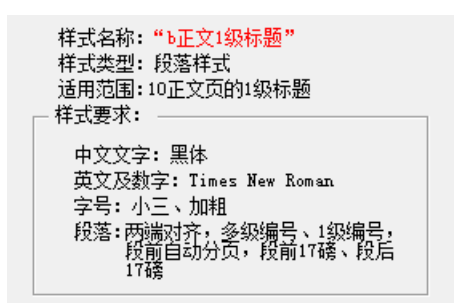 样式名称：“b正文1级标题”
样式类型：段落样式
适用范围：10正文页的1级标题
样式要求：
中文文字：黑体
英文及数字：Times New Roman
字号：小三、加粗
段落：两端对齐，多级编号、1级编号，
段前自动分页，段前17磅、段后
17磅